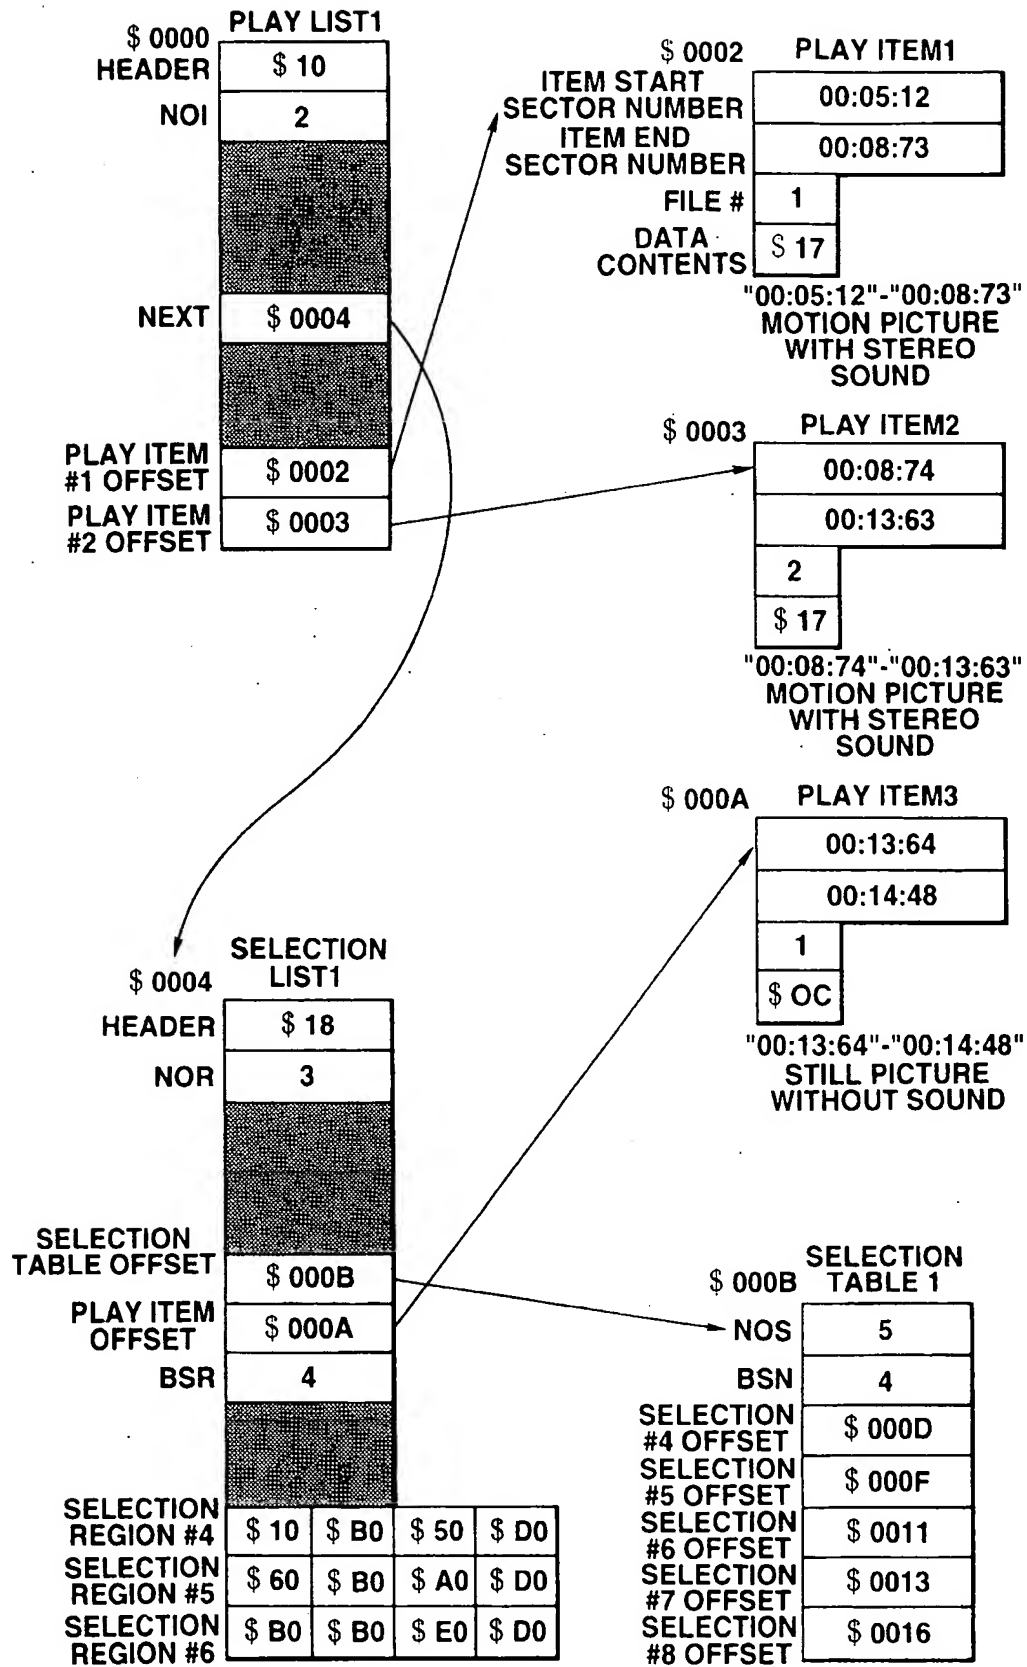 PLAY LIST1
$ 0000
HEADER $ 10
NOI 2
NEXT $ 0004
PLAY ITEM
#1 OFFSET $ 0002
PLAY ITEM
#2 OFFSET $ 0003
$ 0002 PLAY ITEM1
ITEM START
SECTOR NUMBER 00:05:12
ITEM END
SECTOR NUMBER 00:08:73
FILE # 1
DATA
CONTENTS $ 17
"00:05:12"-"00:08:73"
MOTION PICTURE
WITH STEREO
SOUND
$ 0003 PLAY ITEM2
00:08:74
00:13:63
2
$ 17
"00:08:74"-"00:13:63"
MOTION PICTURE
WITH STEREO
SOUND
$ 000A PLAY ITEM3
00:13:64
00:14:48
1
$ OC
"00:13:64"-"00:14:48"
STILL PICTURE
WITHOUT SOUND
SELECTION
$ 0004 LIST1
HEADER $ 18
NOR 3
SELECTION
TABLE OFFSET $ 000B
PLAY ITEM
OFFSET $ 000A
BSR 4
SELECTION
REGION #4 $ 10 $ B0 $ 50 $ D0
SELECTION
REGION #5 $ 60 $ B0 $ A0 $ D0
SELECTION
REGION #6 $ B0 $ B0 $ E0 $ D0
SELECTION
$ 000B TABLE 1
NOS 5
BSN 4
SELECTION
#4 OFFSET $ 000D
SELECTION
#5 OFFSET $ 000F
SELECTION
#6 OFFSET $ 0011
SELECTION
#7 OFFSET $ 0013
SELECTION
#8 OFFSET $ 0016